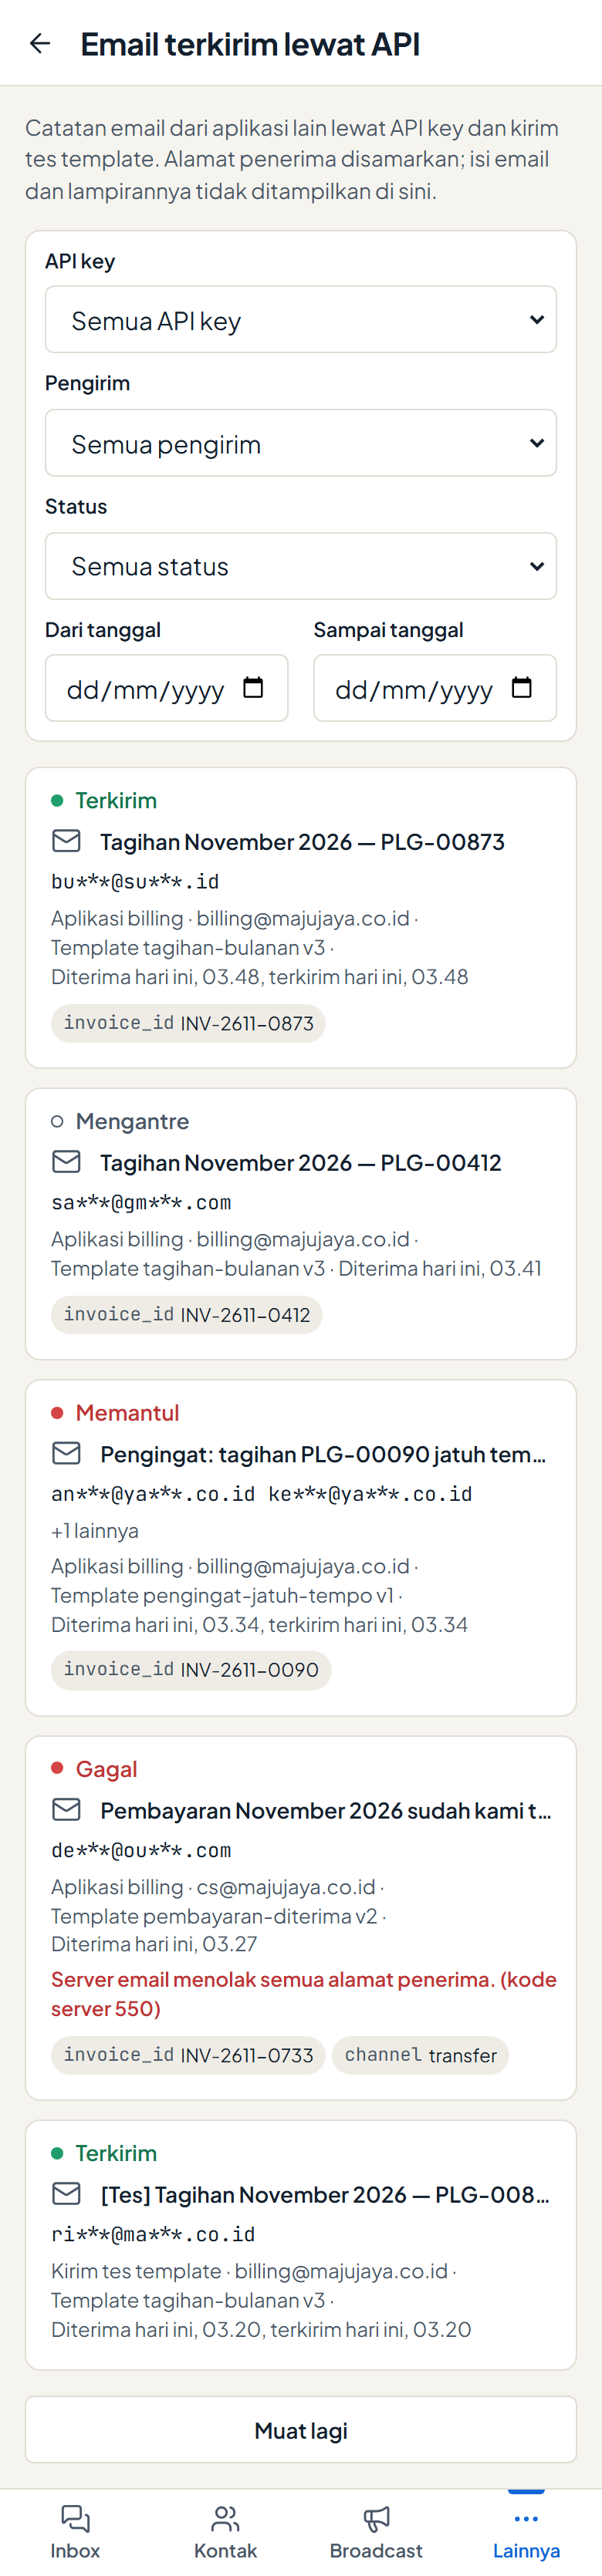 Email terkirim lewat API
Catatan email dari aplikasi lain lewat API key dan kirim
tes template. Alamat penerima disamarkan; isi email
dan lampirannya tidak ditampilkan di sini.
API key
Semua API key
Pengirim
Semua pengirim
Status
Semua status
Dari tanggal
Sampai tanggal
dd/mm/yyyy
dd/mm/yyyy
Terkirim
Tagihan November 2026 — PLG-00873
bu***@su***.id
Aplikasi billing · billing@majujaya.co.id ·
Template tagihan-bulanan v3 ·
Diterima hari ini, 03.48, terkirim hari ini, 03.48
invoice_id INV-2611-0873
Mengantre
Tagihan November 2026 — PLG-00412
sa***@gm***.com
Aplikasi billing · billing@majujaya.co.id ·
Template tagihan-bulanan v3 · Diterima hari ini, 03.41
invoice_id INV-2611-0412
Memantul
Pengingat: tagihan PLG-00090 jatuh tem...
an***@ya***.co.id ke***@ya***.co.id
+1 lainnya
Aplikasi billing · billing@majujaya.co.id ·
Template pengingat-jatuh-tempo v1 ·
Diterima hari ini, 03.34, terkirim hari ini, 03.34
invoice_id INV-2611-0090
Gagal
Pembayaran November 2026 sudah kami t...
de***@ou***.com
Aplikasi billing · cs@majujaya.co.id ·
Template pembayaran-diterima v2 ·
Diterima hari ini, 03.27
Server email menolak semua alamat penerima. (kode
server 550)
invoice_id INV-2611-0733 channel transfer
Terkirim
[Tes] Tagihan November 2026 — PLG-008...
ri***@ma***.co.id
Kirim tes template · billing@majujaya.co.id ·
Template tagihan-bulanan v3 ·
Diterima hari ini, 03.20, terkirim hari ini, 03.20
Muat lagi
Inbox
Kontak
Broadcast
Lainnya